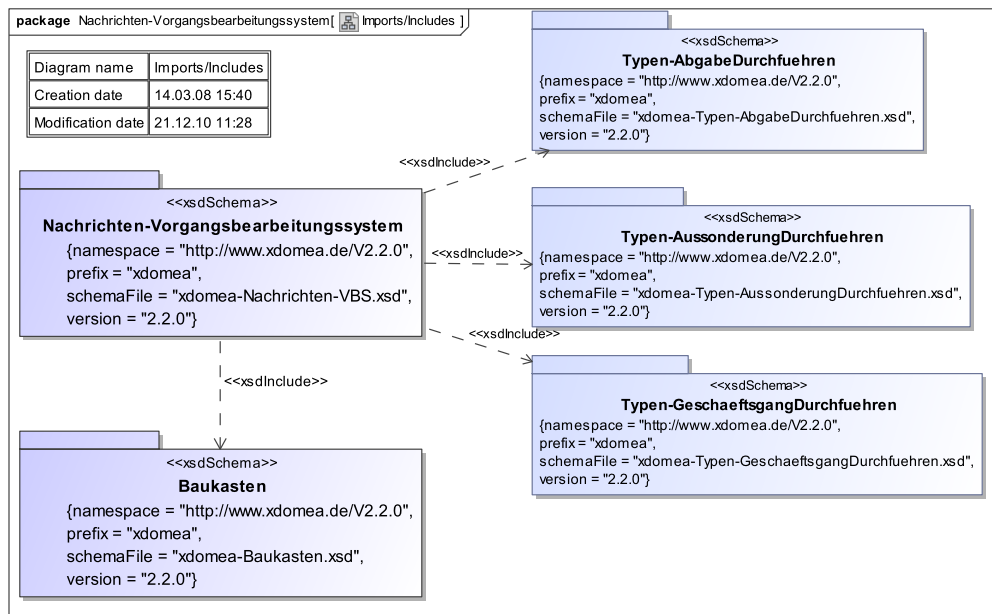 package Nachrichten-Vorgangsbearbeitungssystem[ Imports/Includes ]
Diagram name Imports/Includes
Creation date 14.03.08 15:40
Modification date 21.12.10 11:28
<<xsdSchema>>
Typen-AbgabeDurchfuehren
{namespace = "http://www.xdomea.de/V2.2.0",
prefix = "xdomea",
schemaFile = "xdomea-Typen-AbgabeDurchfuehren.xsd",
version = "2.2.0"}
<<xsdInclude>>
<<xsdSchema>>
Nachrichten-Vorgangsbearbeitungssystem
{namespace = "http://www.xdomea.de/V2.2.0",
prefix = "xdomea",
schemaFile = "xdomea-Nachrichten-VBS.xsd",
version = "2.2.0"}
<<xsdInclude>>
<<xsdSchema>>
Typen-AussonderungDurchfuehren
{namespace = "http://www.xdomea.de/V2.2.0",
prefix = "xdomea",
schemaFile = "xdomea-Typen-AussonderungDurchfuehren.xsd",
version = "2.2.0"}
<<xsdInclude>>
<<xsdSchema>>
Typen-GeschaeftsgangDurchfuehren
{namespace = "http://www.xdomea.de/V2.2.0",
prefix = "xdomea",
schemaFile = "xdomea-Typen-GeschaeftsgangDurchfuehren.xsd",
version = "2.2.0"}
<<xsdInclude>>
<<xsdSchema>>
Baukasten
{namespace = "http://www.xdomea.de/V2.2.0",
prefix = "xdomea",
schemaFile = "xdomea-Baukasten.xsd",
version = "2.2.0"}